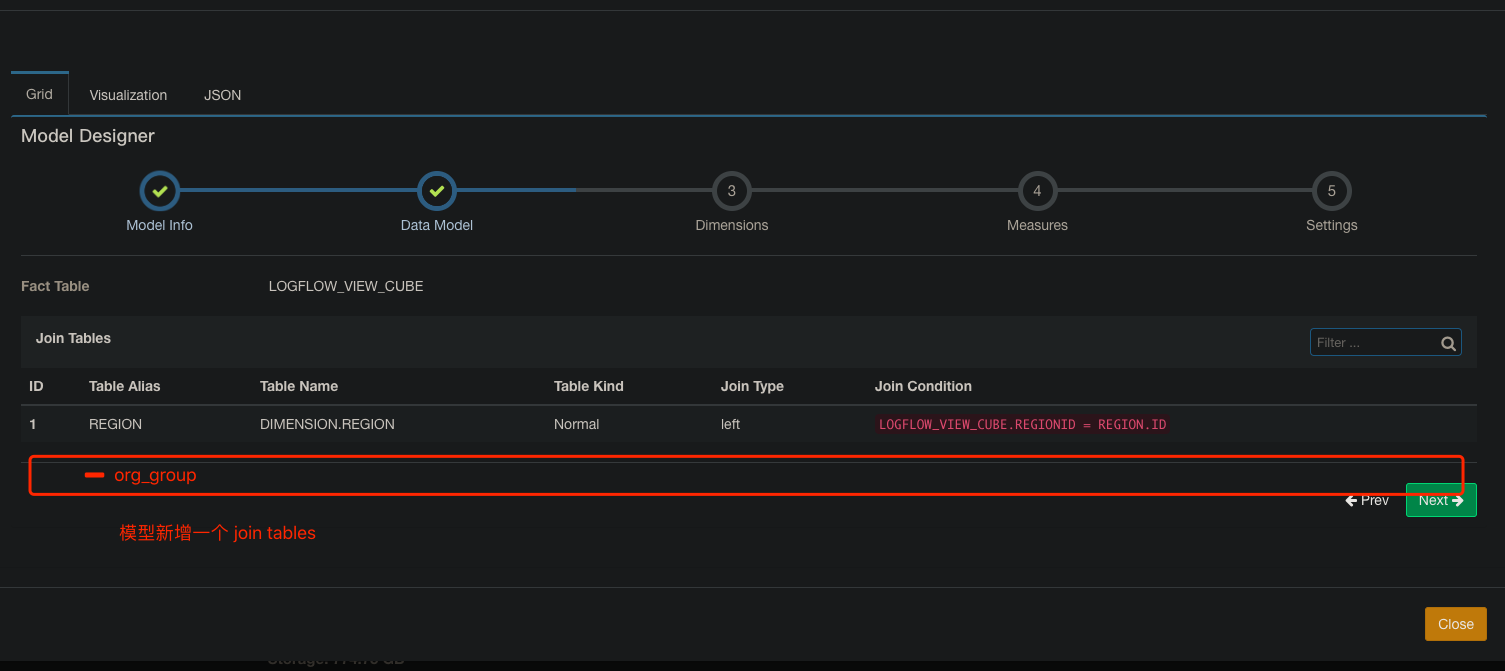 Grid Visualization JSON
Model Designer
3 4 5
Model Info Data Model Dimensions Measures Settings
Fact Table LOGFLOW_VIEW_CUBE
Join Tables Filter ...
ID Table Alias Table Name Table Kind Join Type Join Condition
1 REGION DIMENSION.REGION Normal left LOGFLOW_VIEW_CUBE.REGIONID = REGION.ID
org_group
Prev Next
模型新增一个 join tables
Close